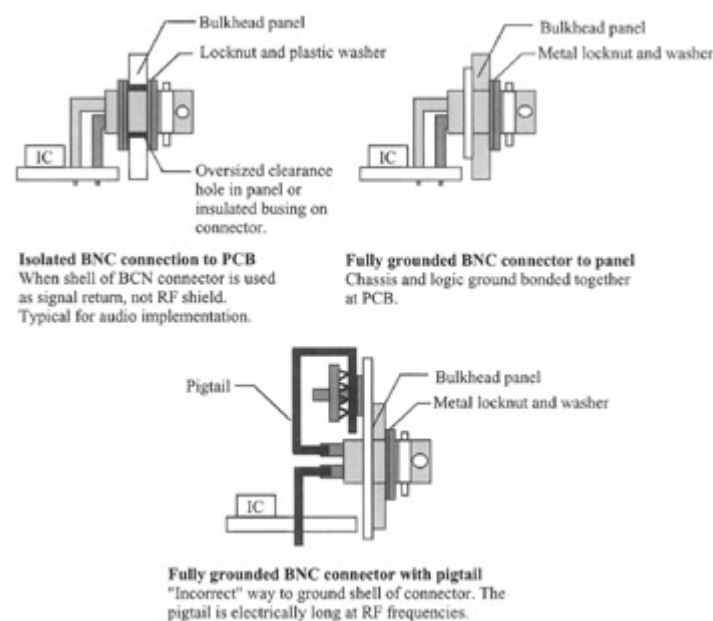 Bulkhead panel
Locknut and plastic washer
IC
Oversized clearance
hole in panel or
insulated busing on
connector.
Isolated BNC connection to PCB
When shell of BCN connector is used
as signal return, not RF shield.
Typical for audio implementation.
Bulkhead panel
Metal locknut and washer
IC
Fully grounded BNC connector to panel
Chassis and logic ground bonded together
at PCB.
Pigtail
Bulkhead panel
Metal locknut and washer
IC
Fully grounded BNC connector with pigtail
"Incorrect" way to ground shell of connector. The
pigtail is electrically long at RF frequencies.